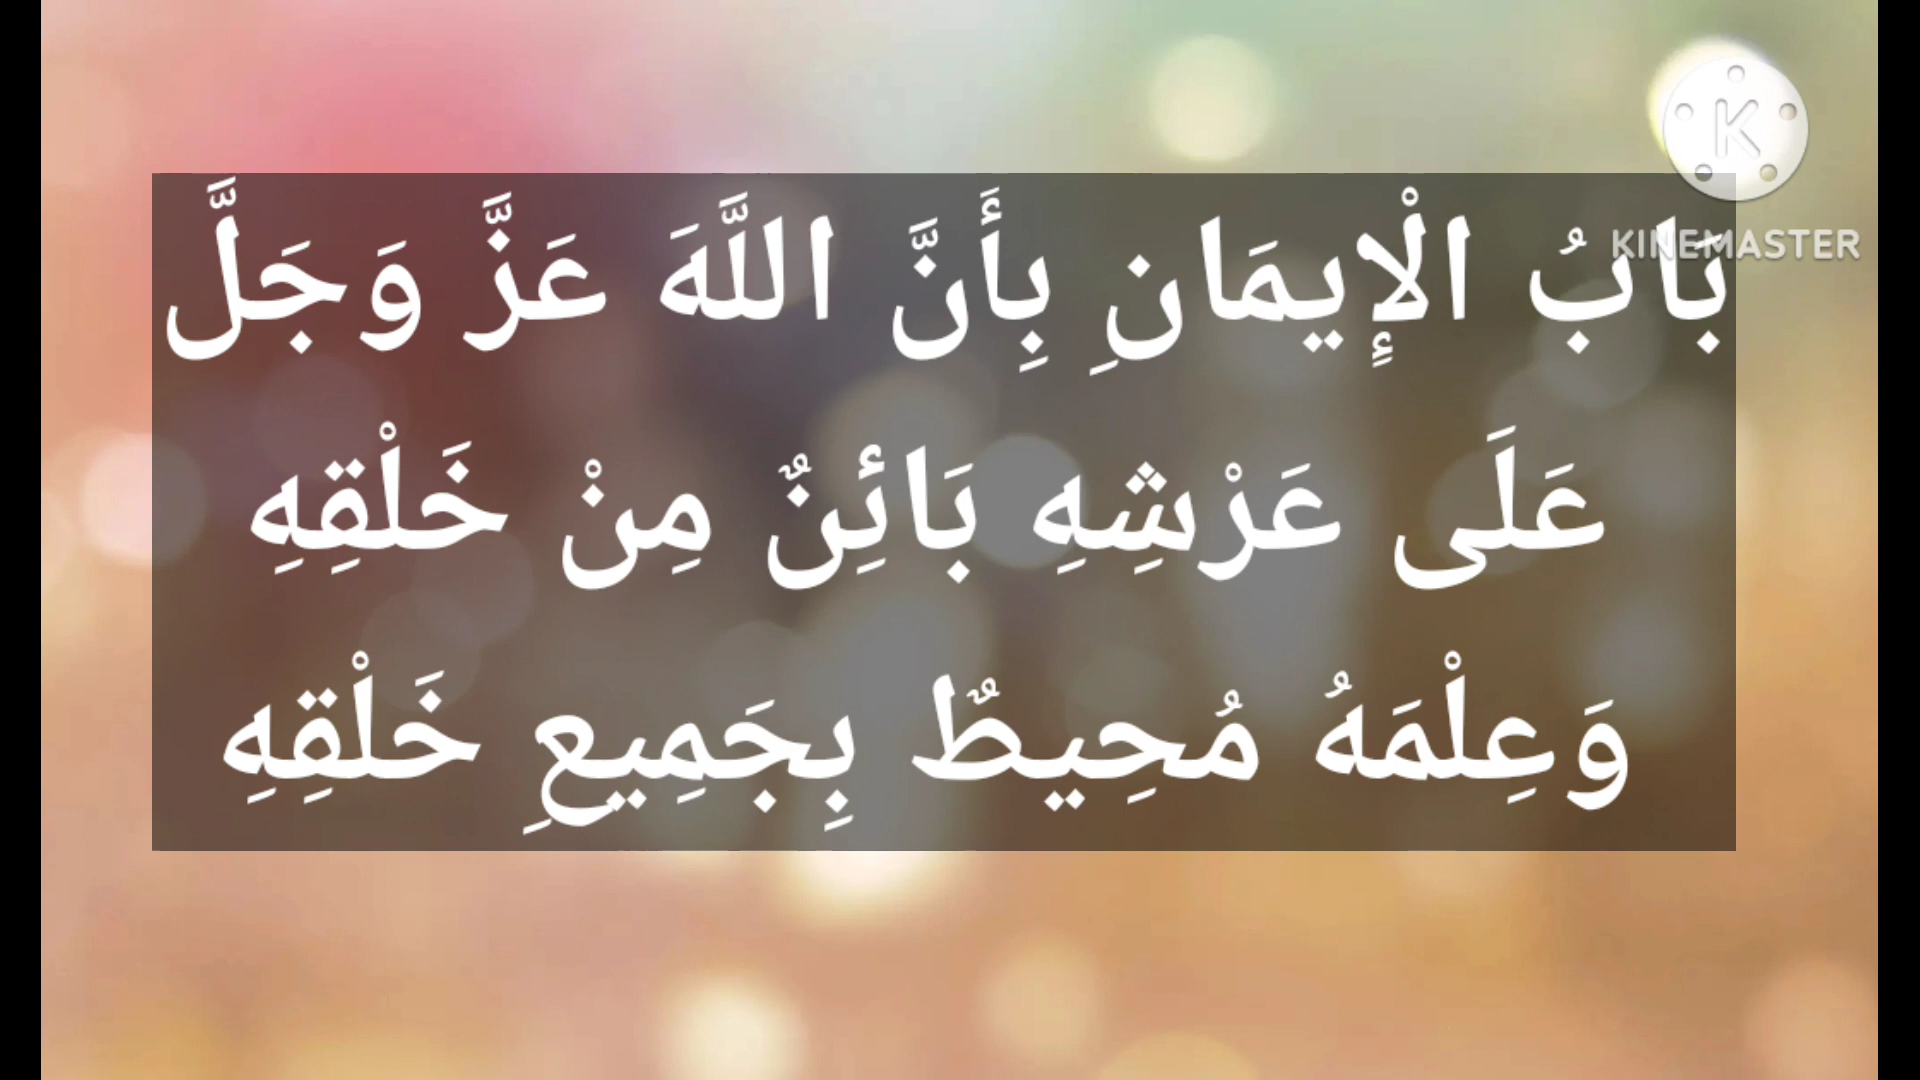 KINEMASTER
بَابُ الْإِيمَانِ بِأَنَّ اللَّهَ عَزَّ وَجَلَّ
عَلَى عَرْشِهِ بَائِنٌ مِنْ خَلْقِهِ
وَعِلْمَهُ مُحِيطٌ بِجَمِيعِ خَلْقِهِ